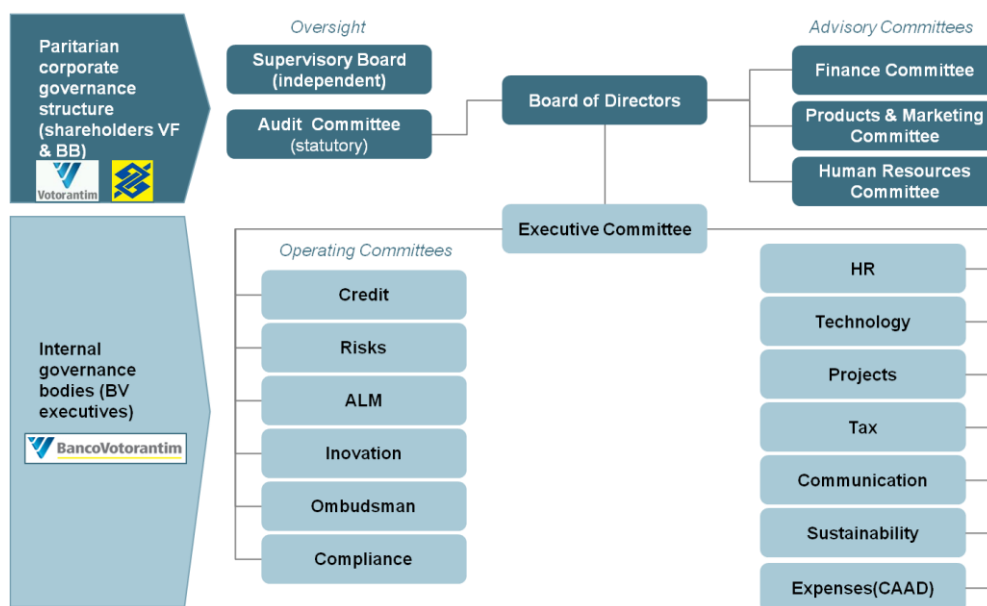 Paritarian
corporate
governance
structure
(shareholders VF
& BB)
Votorantim
Oversight
Supervisory Board
(independent)
Audit Committee
(statutory)
Board of Directors
Advisory Committees
Finance Committee
Products & Marketing
Committee
Human Resources
Committee
Internal
governance
bodies (BV
executives)
BancoVotorantim
Executive Committee
Operating Committees
Credit
Risks
ALM
Inovation
Ombudsman
Compliance
HR
Technology
Projects
Tax
Communication
Sustainability
Expenses(CAAD)